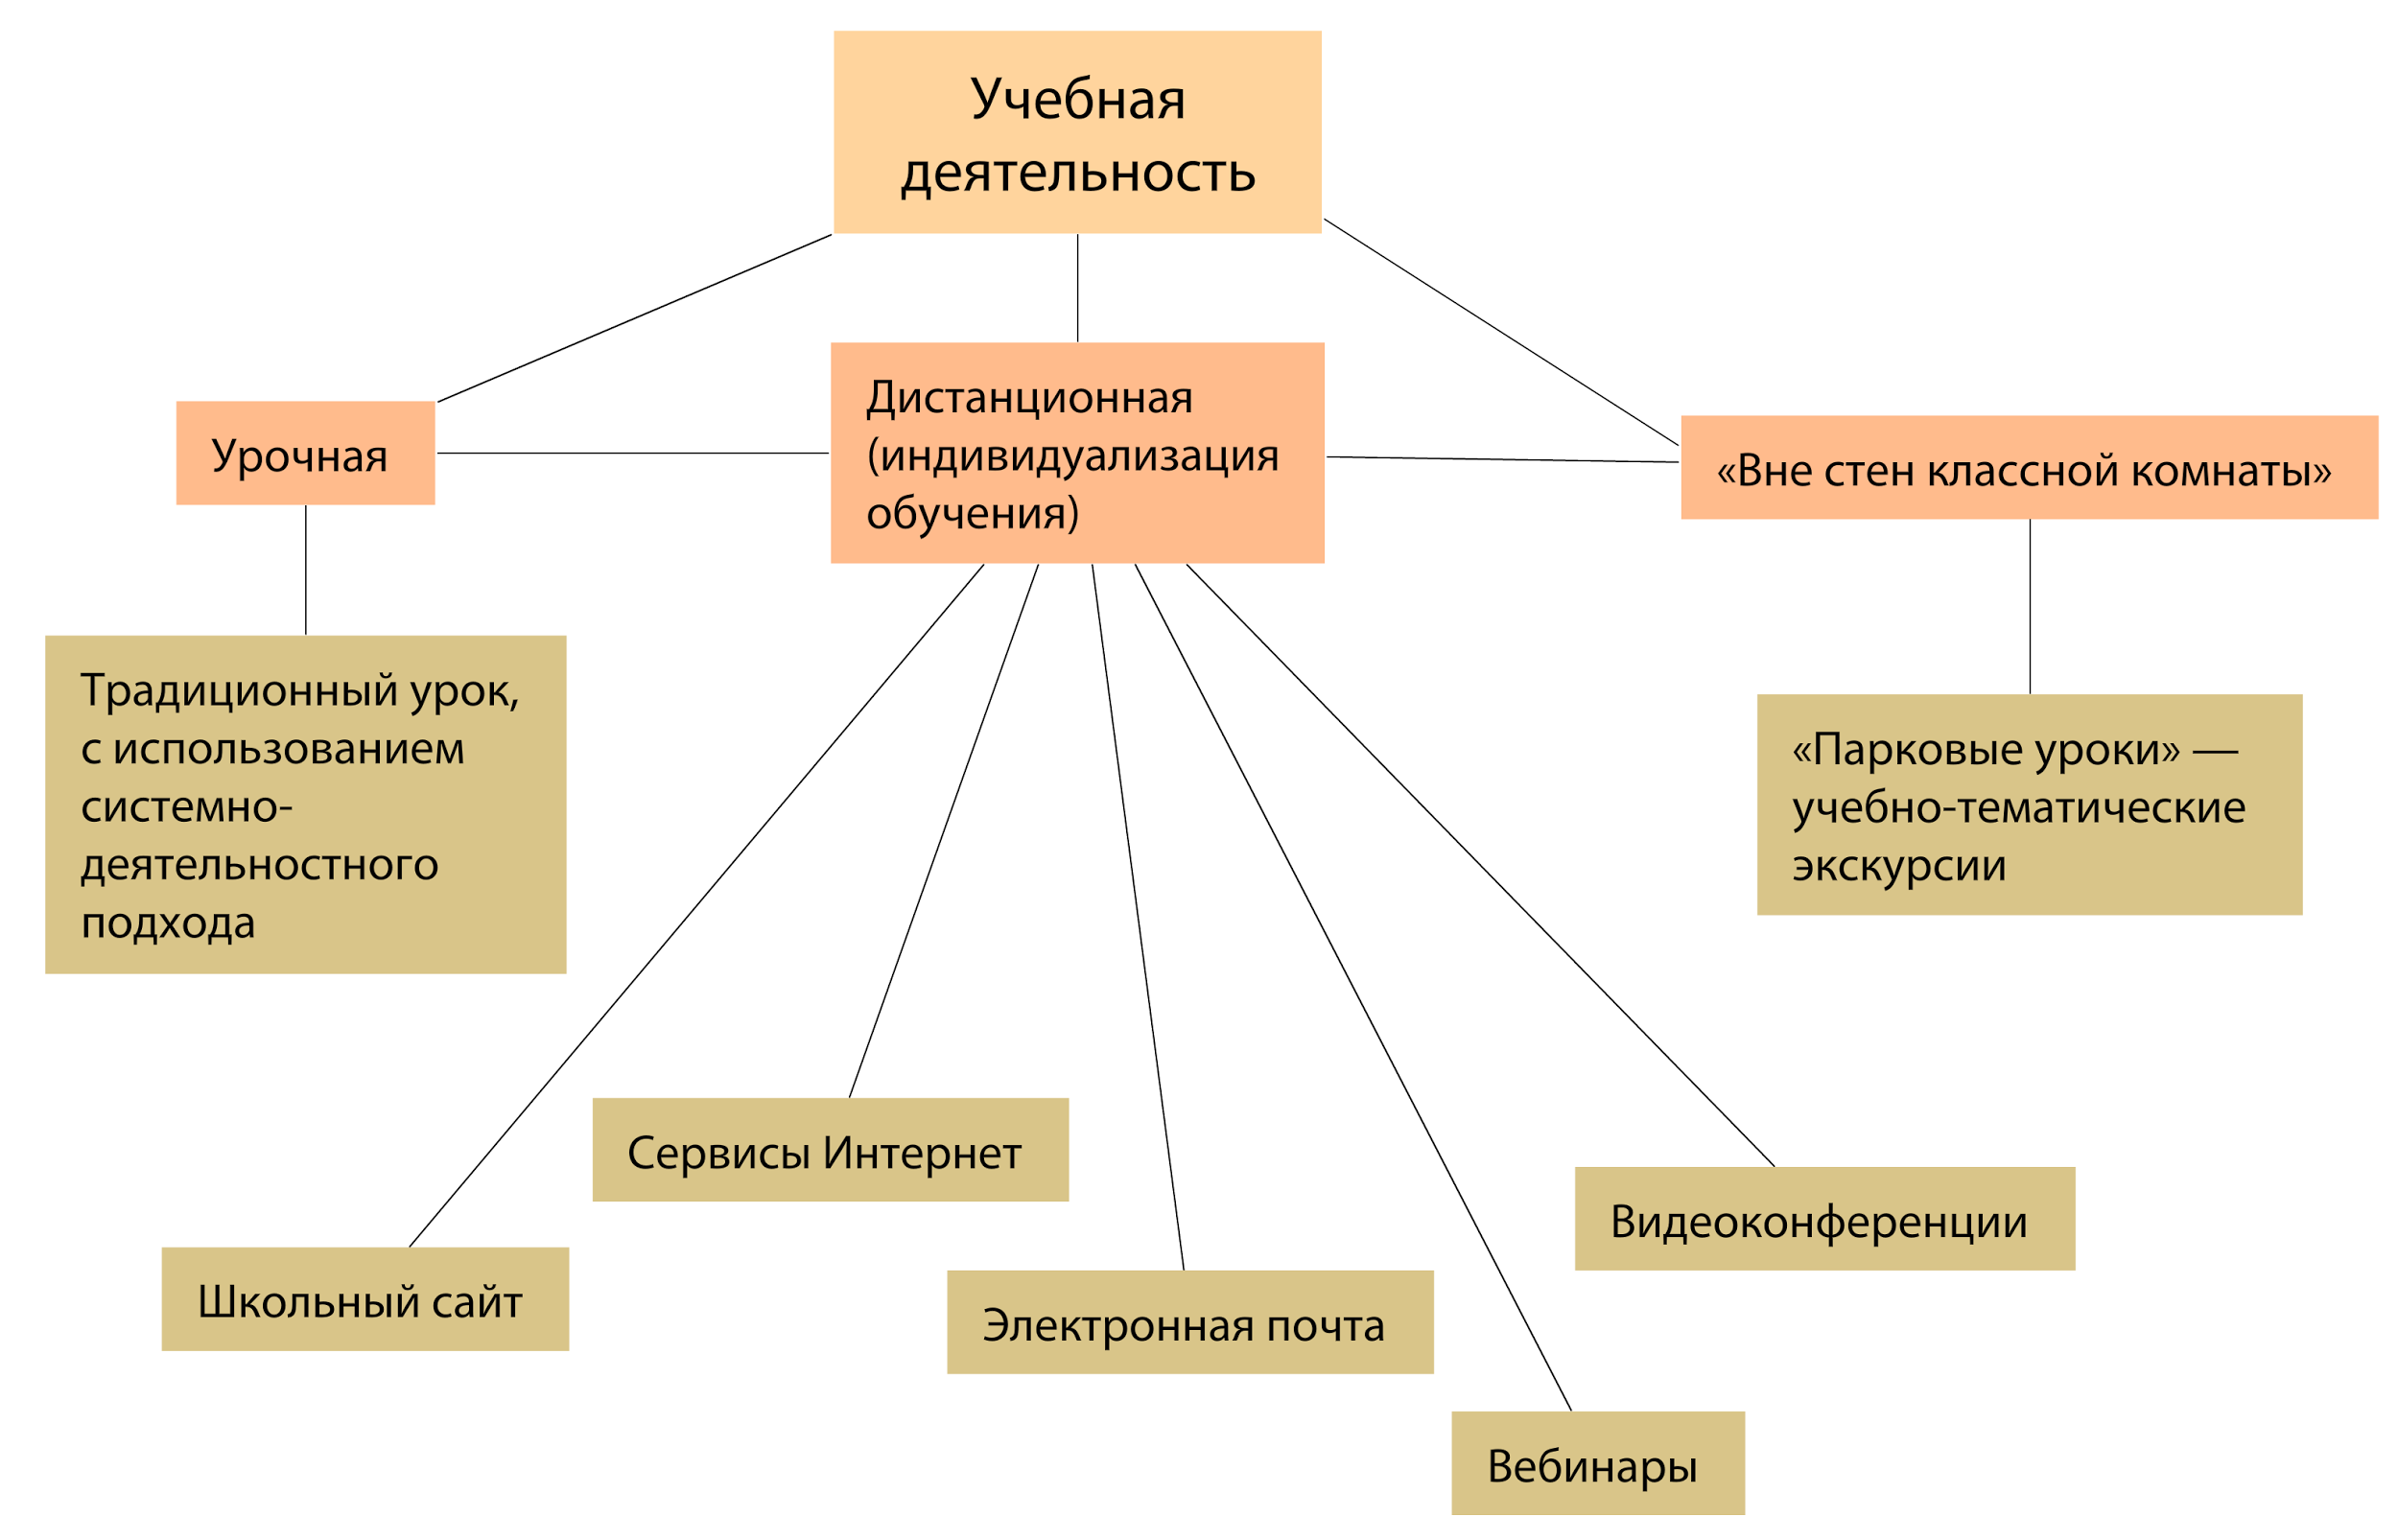 Учебная
деятельность
Урочная
Дистанционная
(индивидуализация
обучения)
«Вне стен классной комнаты»
Традиционный урок,
с использованием
системно-
деятельностного
подхода
«Парковые уроки» —
учебно-тематические
экскурсии
Сервисы Интернет
Видеоконференции
Школьный сайт
Электронная почта
Вебинары